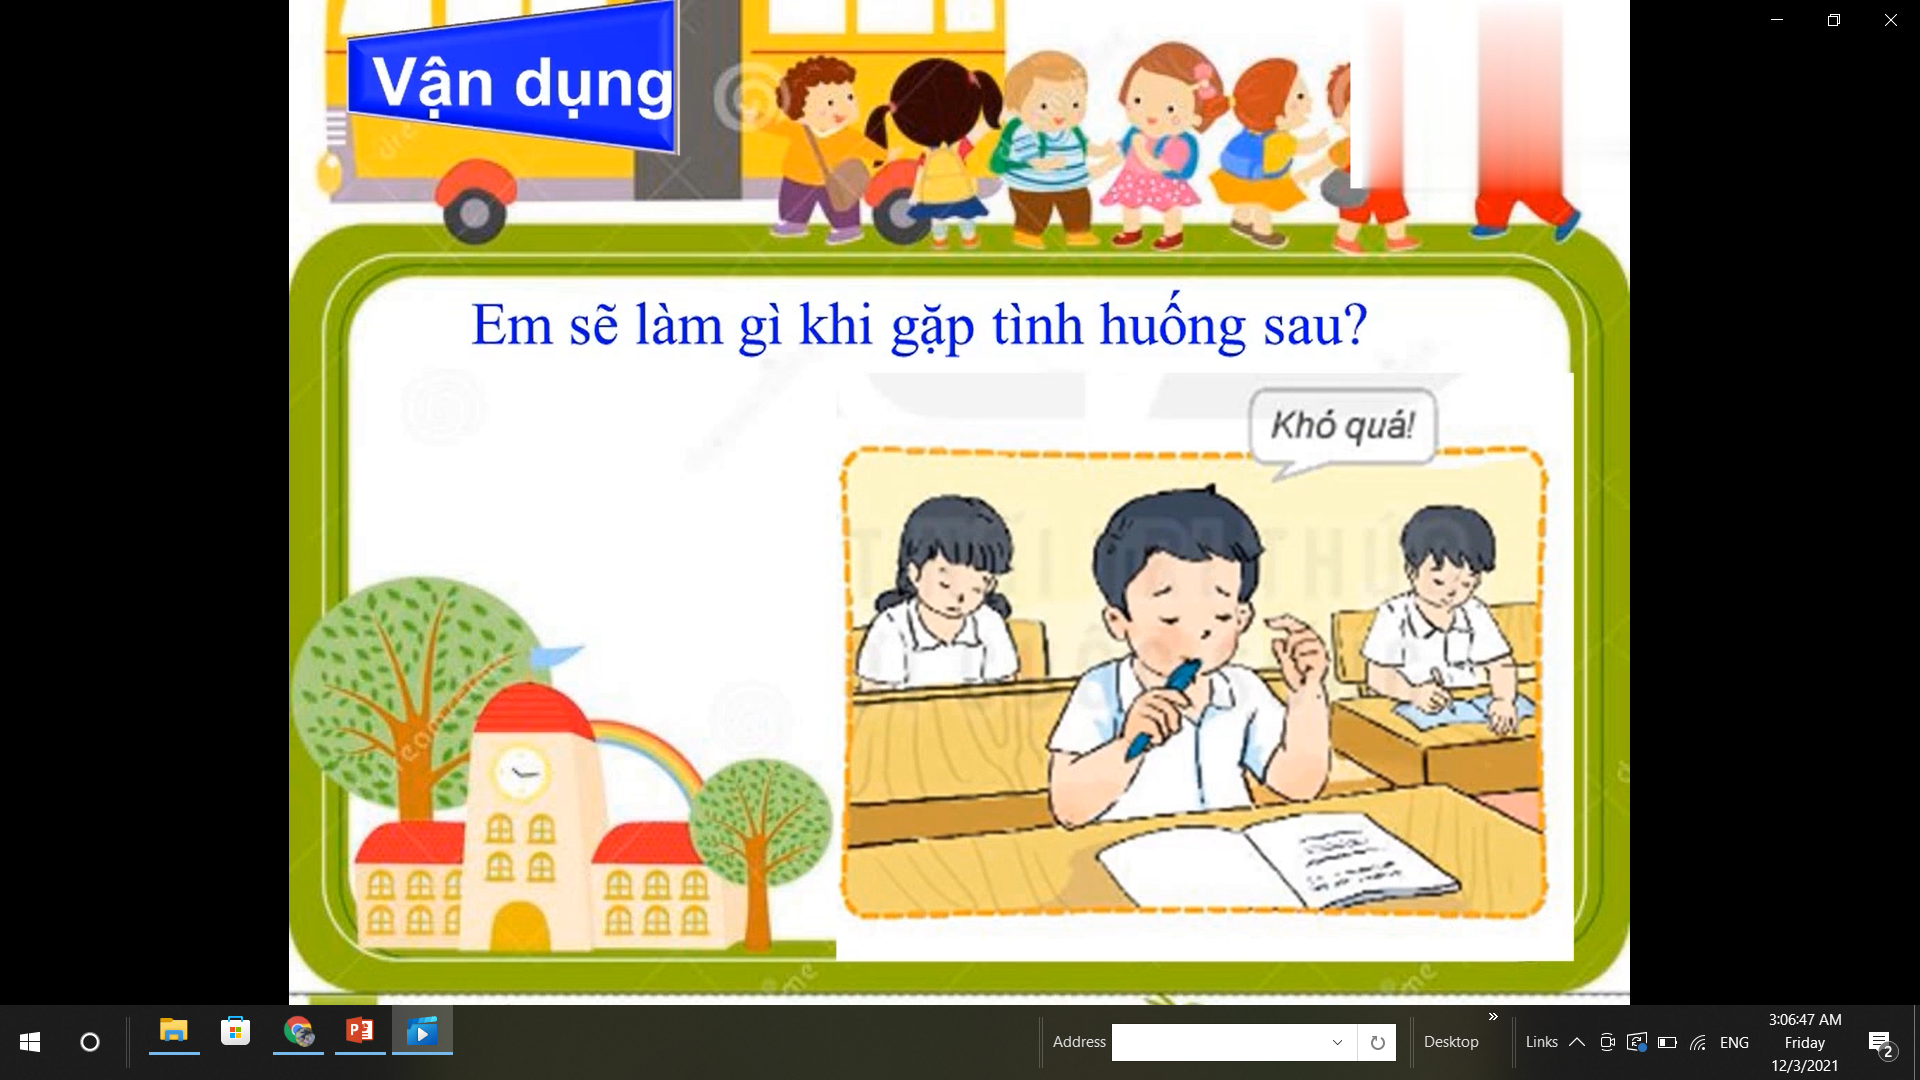 Vận dụng
Em sẽ làm gì khi gặp tình huống sau?
Khó quá!
Address
Desktop
»
Links
ENG
3:06:47 AM
Friday
12/3/2021
2